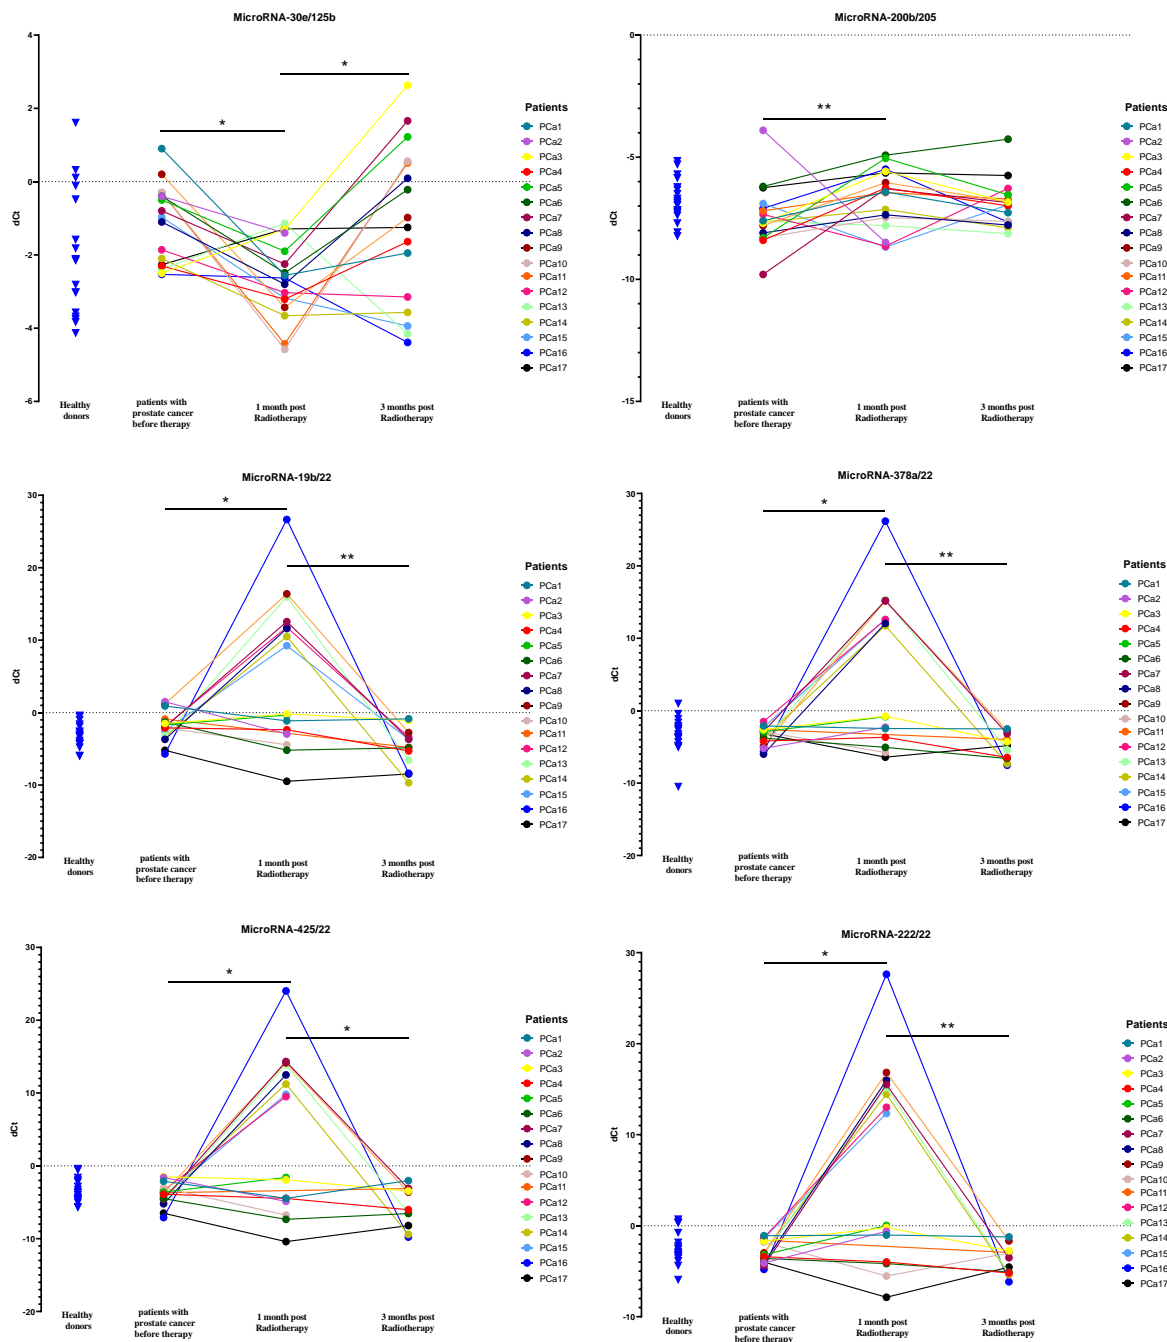 MicroRNA-30e/125b
4
2
0
-2
-4
-6
dCt
*
*
Healthy
donors
patients with
prostate cancer
before therapy
1 month post
Radiotherapy
3 months post
Radiotherapy
Patients
PCa1
PCa2
PCa3
PCa4
PCa5
PCa6
PCa7
PCa8
PCa9
PCa10
PCa11
PCa12
PCa13
PCa14
PCa15
PCa16
PCa17
MicroRNA-200b/205
0
-5
-10
-15
dCt
**
Healthy
donors
patients with
prostate cancer
before therapy
1 month post
Radiotherapy
3 months post
Radiotherapy
Patients
PCa1
PCa2
PCa3
PCa4
PCa5
PCa6
PCa7
PCa8
PCa9
PCa10
PCa11
PCa12
PCa13
PCa14
PCa15
PCa16
PCa17
MicroRNA-19b/22
30
20
10
0
-10
-20
dCt
*
**
Healthy
donors
patients with
prostate cancer
before therapy
1 month post
Radiotherapy
3 months post
Radiotherapy
Patients
PCa1
PCa2
PCa3
PCa4
PCa5
PCa6
PCa7
PCa8
PCa9
PCa10
PCa11
PCa12
PCa13
PCa14
PCa15
PCa16
PCa17
MicroRNA-378a/22
30
20
10
0
-10
-20
dCt
*
**
Healthy
donors
patients with
prostate cancer
before therapy
1 month post
Radiotherapy
3 months post
Radiotherapy
Patients
PCa1
PCa2
PCa3
PCa4
PCa5
PCa6
PCa7
PCa8
PCa9
PCa10
PCa11
PCa12
PCa13
PCa14
PCa15
PCa16
PCa17
MicroRNA-425/22
30
20
10
0
-10
-20
dCt
*
*
Healthy
donors
patients with
prostate cancer
before therapy
1 month post
Radiotherapy
3 months post
Radiotherapy
Patients
PCa1
PCa2
PCa3
PCa4
PCa5
PCa6
PCa7
PCa8
PCa9
PCa10
PCa11
PCa12
PCa13
PCa14
PCa15
PCa16
PCa17
MicroRNA-222/22
30
20
10
0
-10
dCt
*
**
Healthy
donors
patients with
prostate cancer
before therapy
1 month post
Radiotherapy
3 months post
Radiotherapy
Patients
PCa1
PCa2
PCa3
PCa4
PCa5
PCa6
PCa7
PCa8
PCa9
PCa10
PCa11
PCa12
PCa13
PCa14
PCa15
PCa16
PCa17